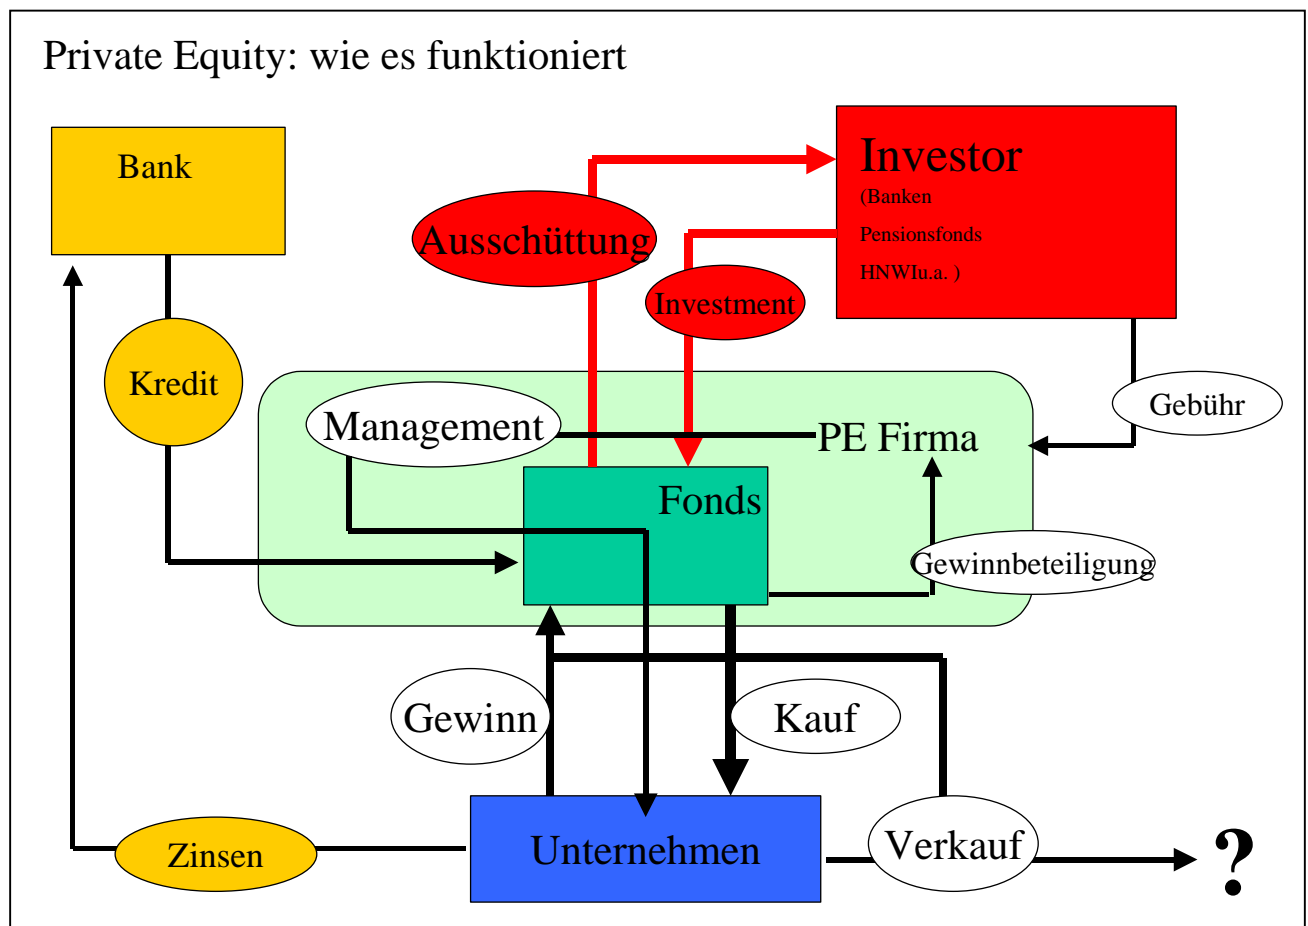 Private Equity: wie es funktioniert
Bank
Investor
(Banken
Pensionsfonds
HNWIu.a. )
Ausschüttung
Investment
Kredit
Gebühr
Management
PE Firma
Fonds
Gewinnbeteiligung
Gewinn
Kauf
Zinsen
Unternehmen
Verkauf
?